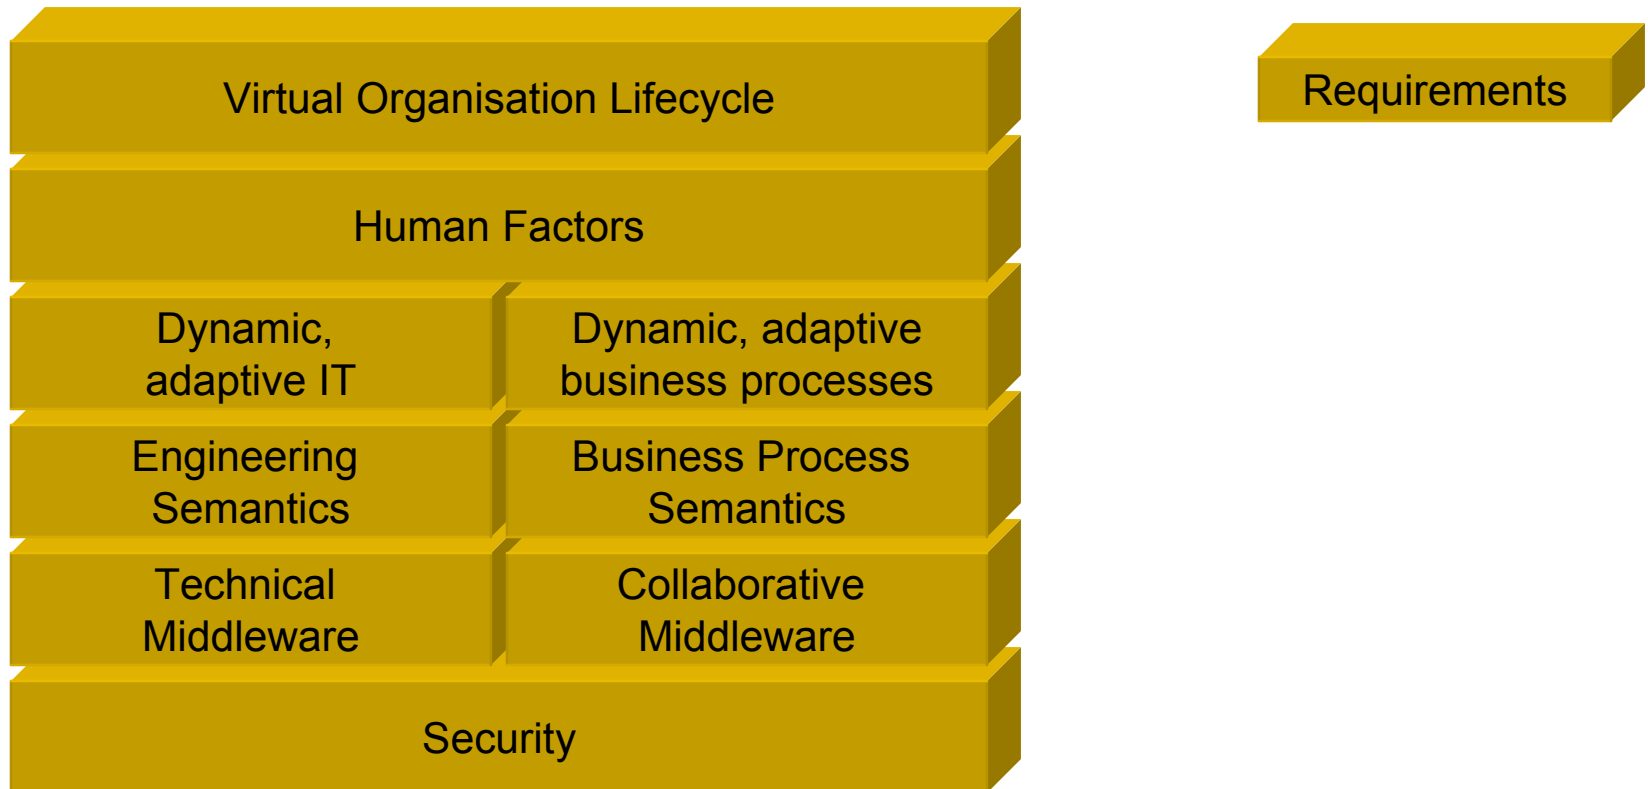 Virtual Organisation Lifecycle
Requirements
Human Factors
Dynamic,
adaptive IT
Dynamic, adaptive
business processes
Engineering
Semantics
Business Process
Semantics
Technical
Middleware
Collaborative
Middleware
Security